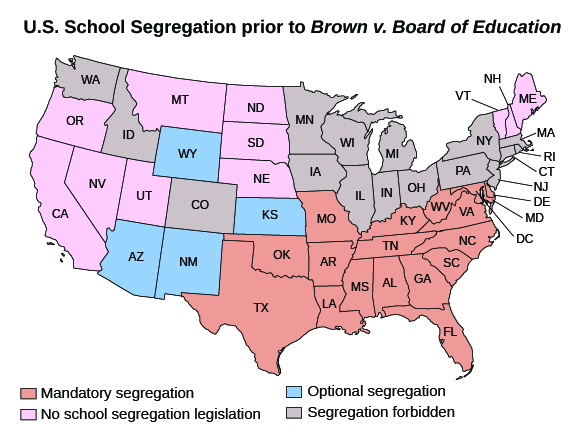 U.S. School Segregation prior to Brown v. Board of Education
WA
MT
ND
MN
VT
NH
ME
OR
ID
SD
WI
MI
NY
MA
RI
CT
NJ
DE
MD
DC
WY
NE
IA
IL
IN
OH
PA
NV
UT
CO
KS
MO
KY
WV
VA
CA
AZ
NM
OK
AR
TN
NC
SC
MS
AL
GA
TX
LA
FL
Mandatory segregation
Optional segregation
No school segregation legislation
Segregation forbidden